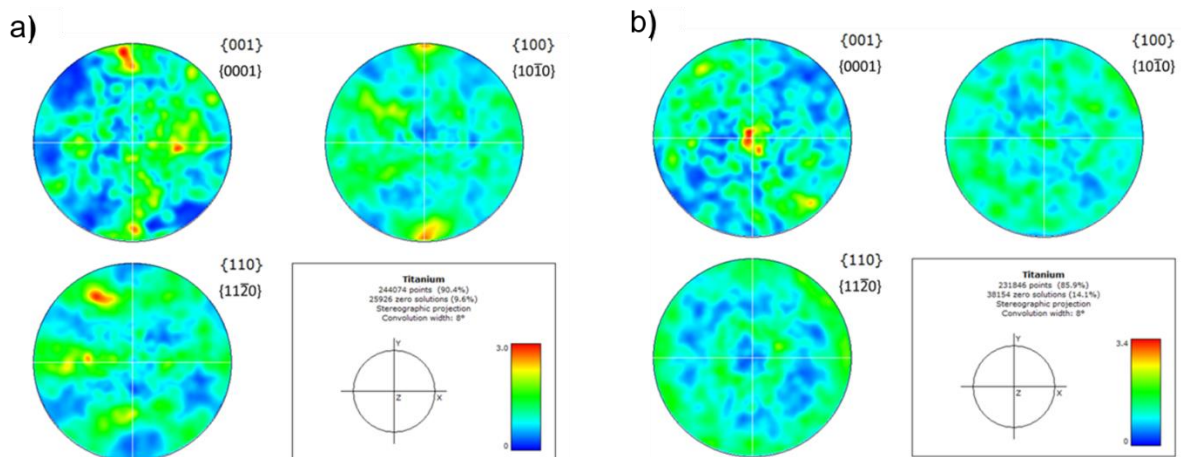 a)
{001}
{0001}
{100}
{101̄0}
{110}
{112̄0}
Titanium
244074 points (90.4%)
25926 zero solutions (9.6%)
Stereographic projection
Convolution width: 8°
Y
Z
X
3.0
0
b)
{001}
{0001}
{100}
{101̄0}
{110}
{112̄0}
Titanium
231846 points (85.9%)
38154 zero solutions (14.1%)
Stereographic projection
Convolution width: 8°
Y
Z
X
3.4
0